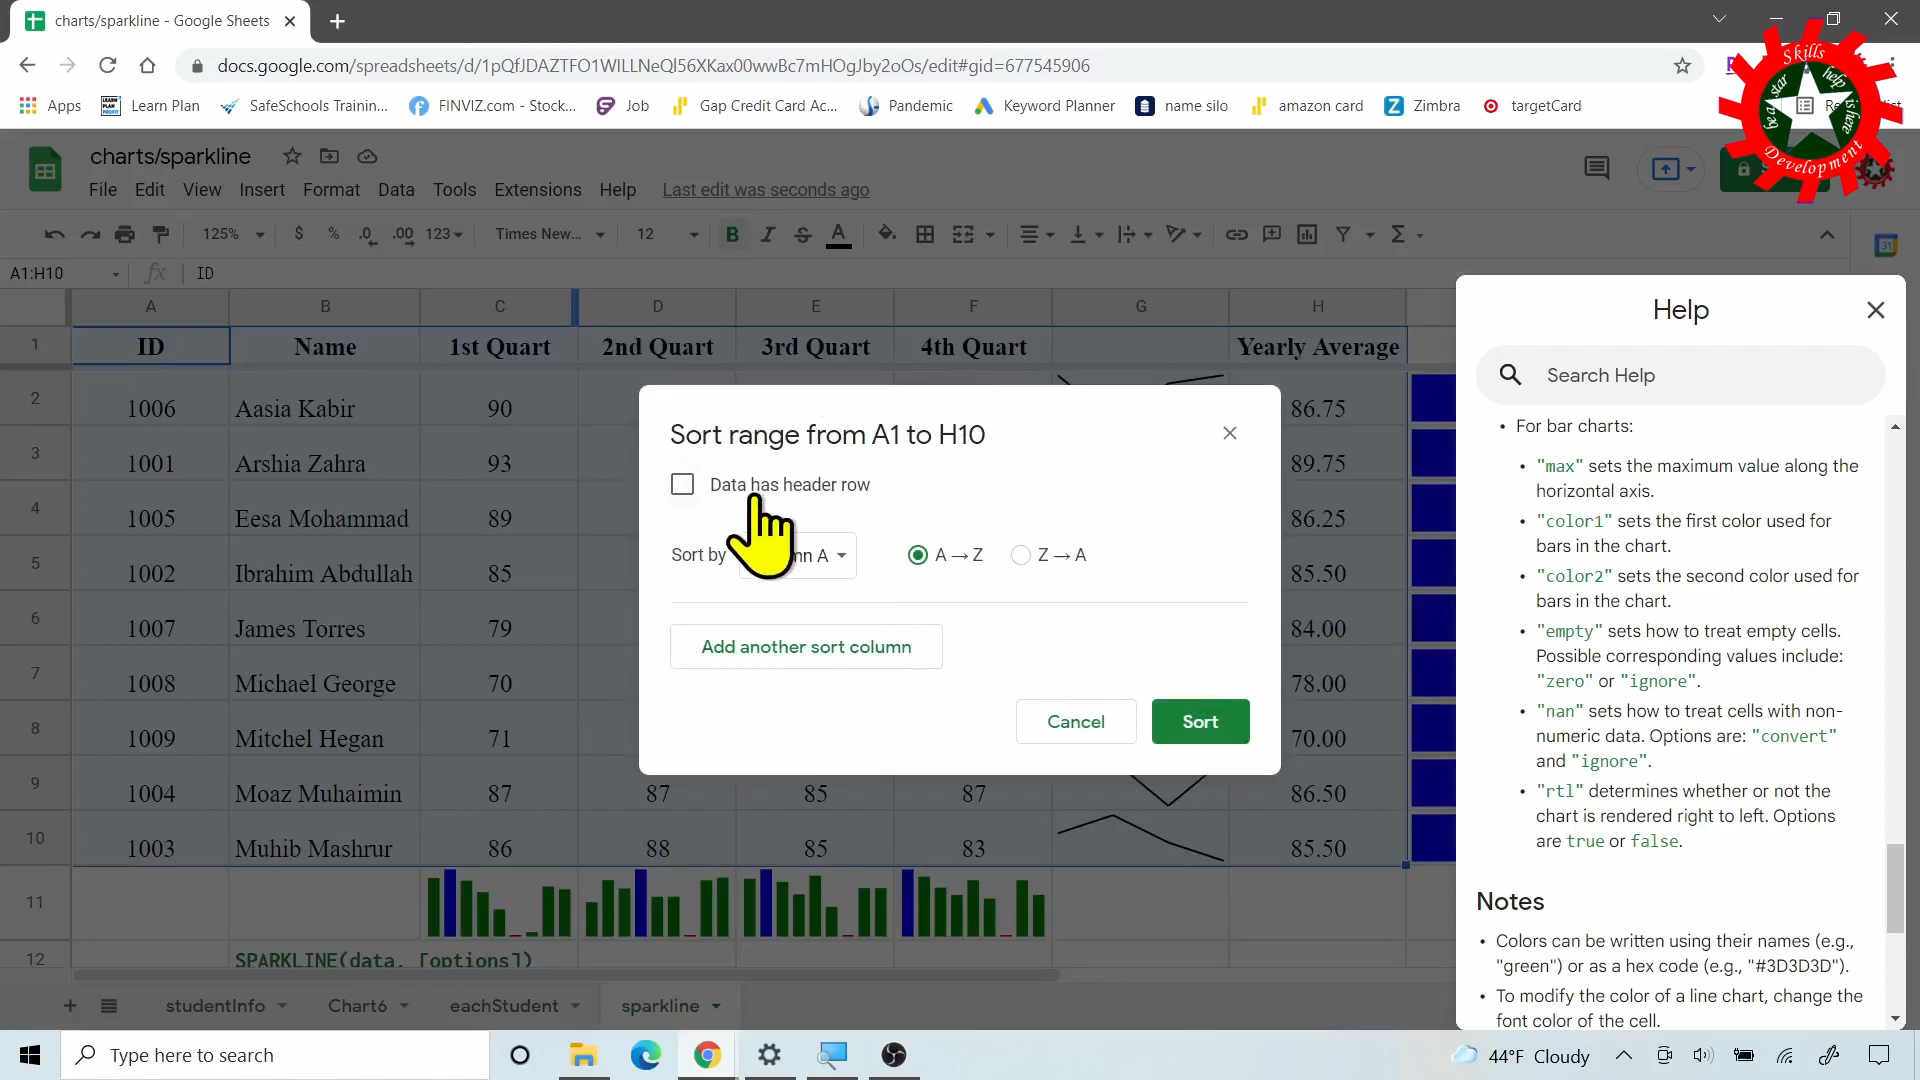 charts/sparkline - Google Sheets
docs.google.com/spreadsheets/d/1pQfJDAZTFO1WILLNeQl56XKax00wwBc7mHOgJby2oOs/edit#gid=677545906
Apps Learn Plan SafeSchools Trainin... FINVIZ.com - Stock... Job Gap Credit Card Ac... Pandemic Keyword Promoter name silo amazon card Zimbra targetCard
Skills
be a star
help is here
Development
charts/sparkline
File Edit View Insert Format Data Tools Extensions Help Last edit was seconds ago
125% $ % .0 .00 123 Times New... 12 B I S A
A1:H10 fx ID
A B C D E F G H
1 ID Name 1st Quart 2nd Quart 3rd Quart 4th Quart Yearly Average
2 1006 Aasia Kabir 90 86.75
3 1001 Arshia Zahra 93 89.75
4 1005 Eesa Mohammad 89 86.25
5 1002 Ibrahim Abdullah 85 85.50
6 1007 James Torres 79 84.00
7 1008 Michael George 70 78.00
8 1009 Mitchel Hegan 71 70.00
9 1004 Moaz Muhaimin 87 87 85 87 86.50
10 1003 Muhib Mashrur 86 88 85 83 85.50
11
12 SPARKLINE(data, [options])
Sort range from A1 to H10
Data has header row
Sort by A A → Z Z → A
Add another sort column
Cancel Sort
Help
Search Help
• For bar charts:
• "max" sets the maximum value along the
horizontal axis.
• "color1" sets the first color used for
bars in the chart.
• "color2" sets the second color used for
bars in the chart.
• "empty" sets how to treat empty cells.
Possible corresponding values include:
"zero" or "ignore".
• "nan" sets how to treat cells with non-
numeric data. Options are: "convert"
and "ignore".
• "rtl" determines whether or not the
chart is rendered right to left. Options
are true or false.
Notes
• Colors can be written using their names (e.g.,
"green") or as a hex code (e.g., "#3D3D3D").
• To modify the color of a line chart, change the
font color of the cell.
31
studentInfo Chart6 eachStudent sparkline
Type here to search
44°F Cloudy